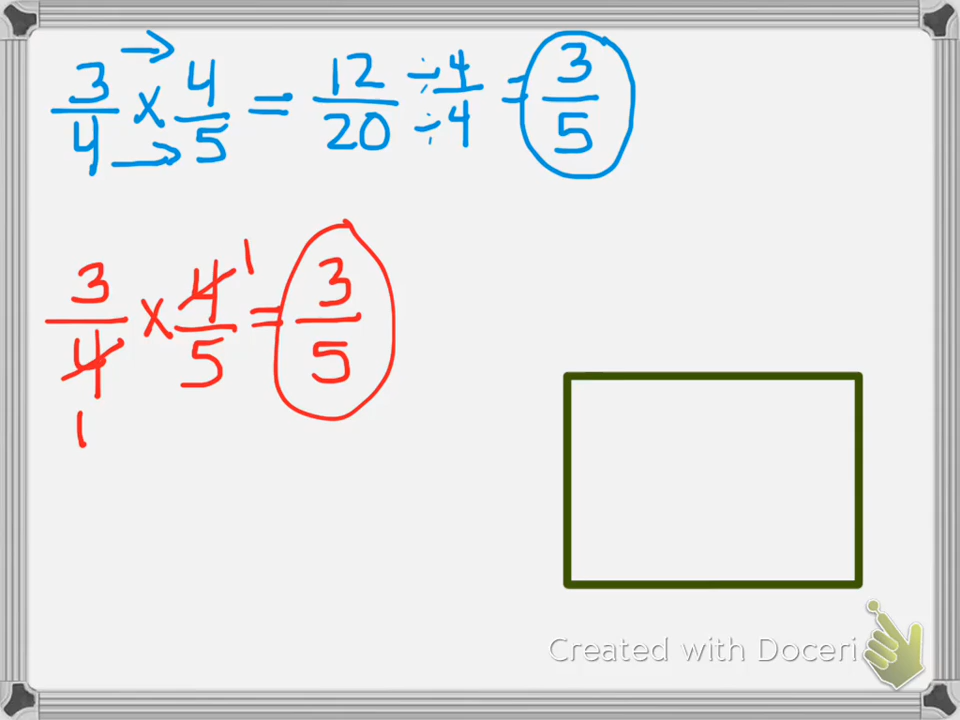 3/4 × 4/5 = 12/20 ÷4/÷4 = 3/5
3/4 × 4/5 = 3/5
1
1
Created with Doceri